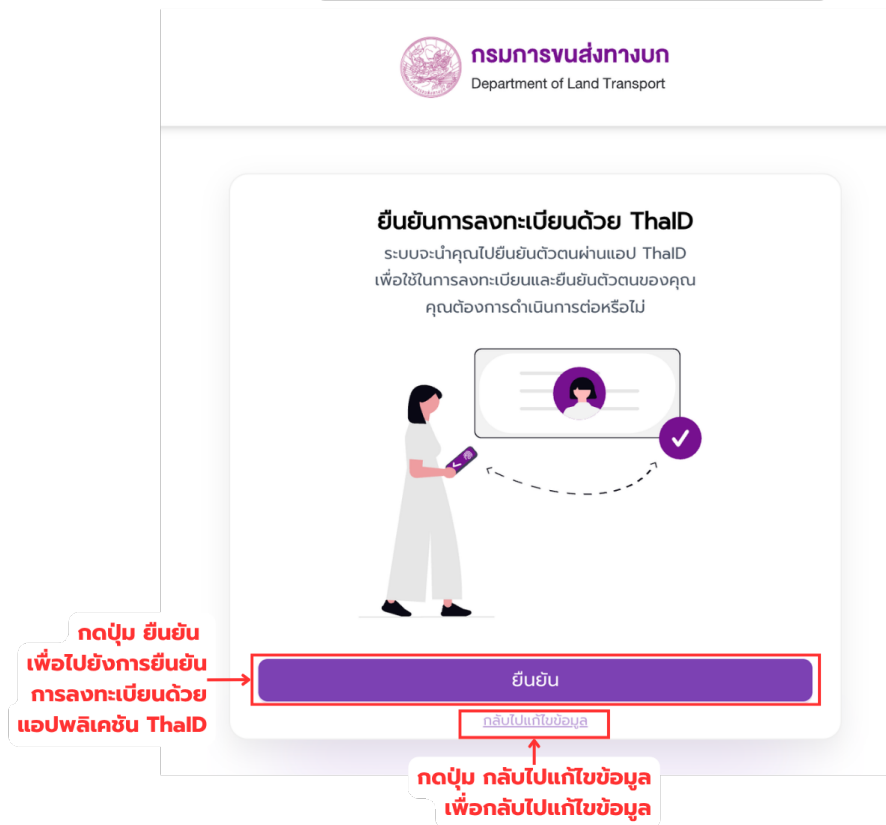 กรมการขนส่งทางบก
Department of Land Transport
ยืนยันการลงทะเบียนด้วย ThaID
ระบบจะนำคุณไปยืนยันตัวตนผ่านแอป ThaID
เพื่อใช้ในการลงทะเบียนและยืนยันตัวตนของคุณ
คุณต้องการดำเนินการต่อหรือไม่
กดปุ่ม ยืนยัน
เพื่อไปยังการยืนยัน
การลงทะเบียนด้วย
แอปพลิเคชัน ThaID
ยืนยัน
กลับไปแก้ไขข้อมูล
กดปุ่ม กลับไปแก้ไขข้อมูล
เพื่อกลับไปแก้ไขข้อมูล